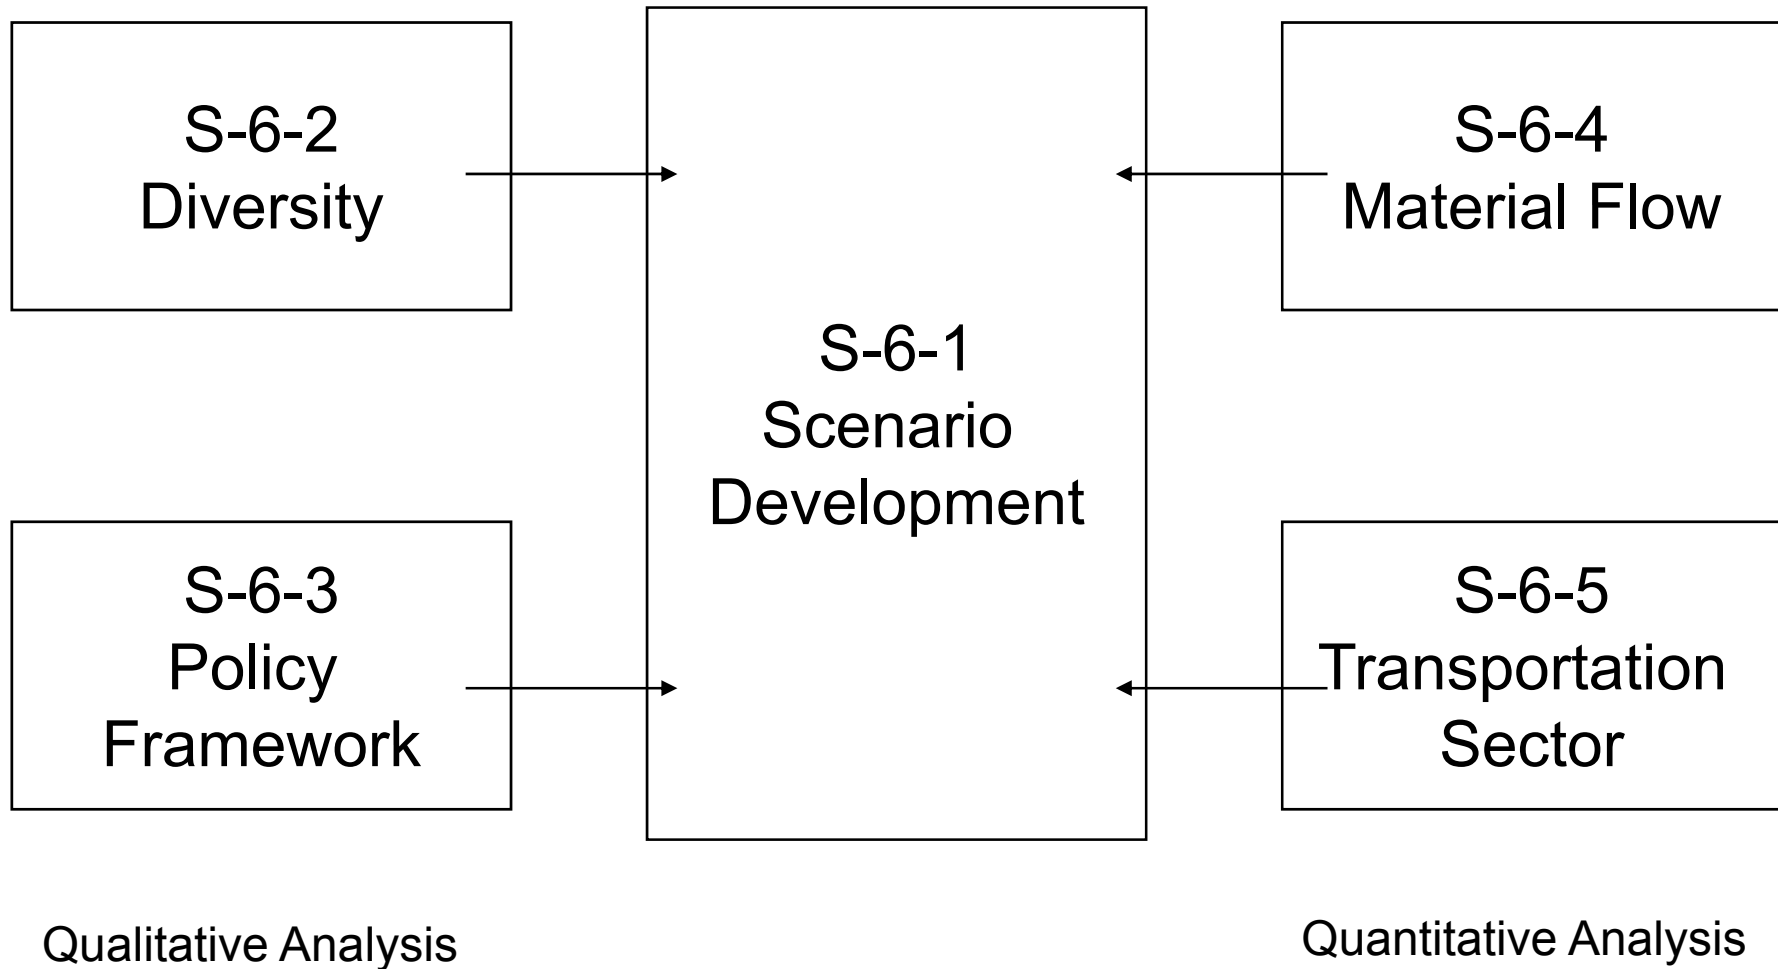 S-6-2
Diversity
S-6-3
Policy
Framework
S-6-1
Scenario
Development
S-6-4
Material Flow
S-6-5
Transportation
Sector
Qualitative Analysis
Quantitative Analysis